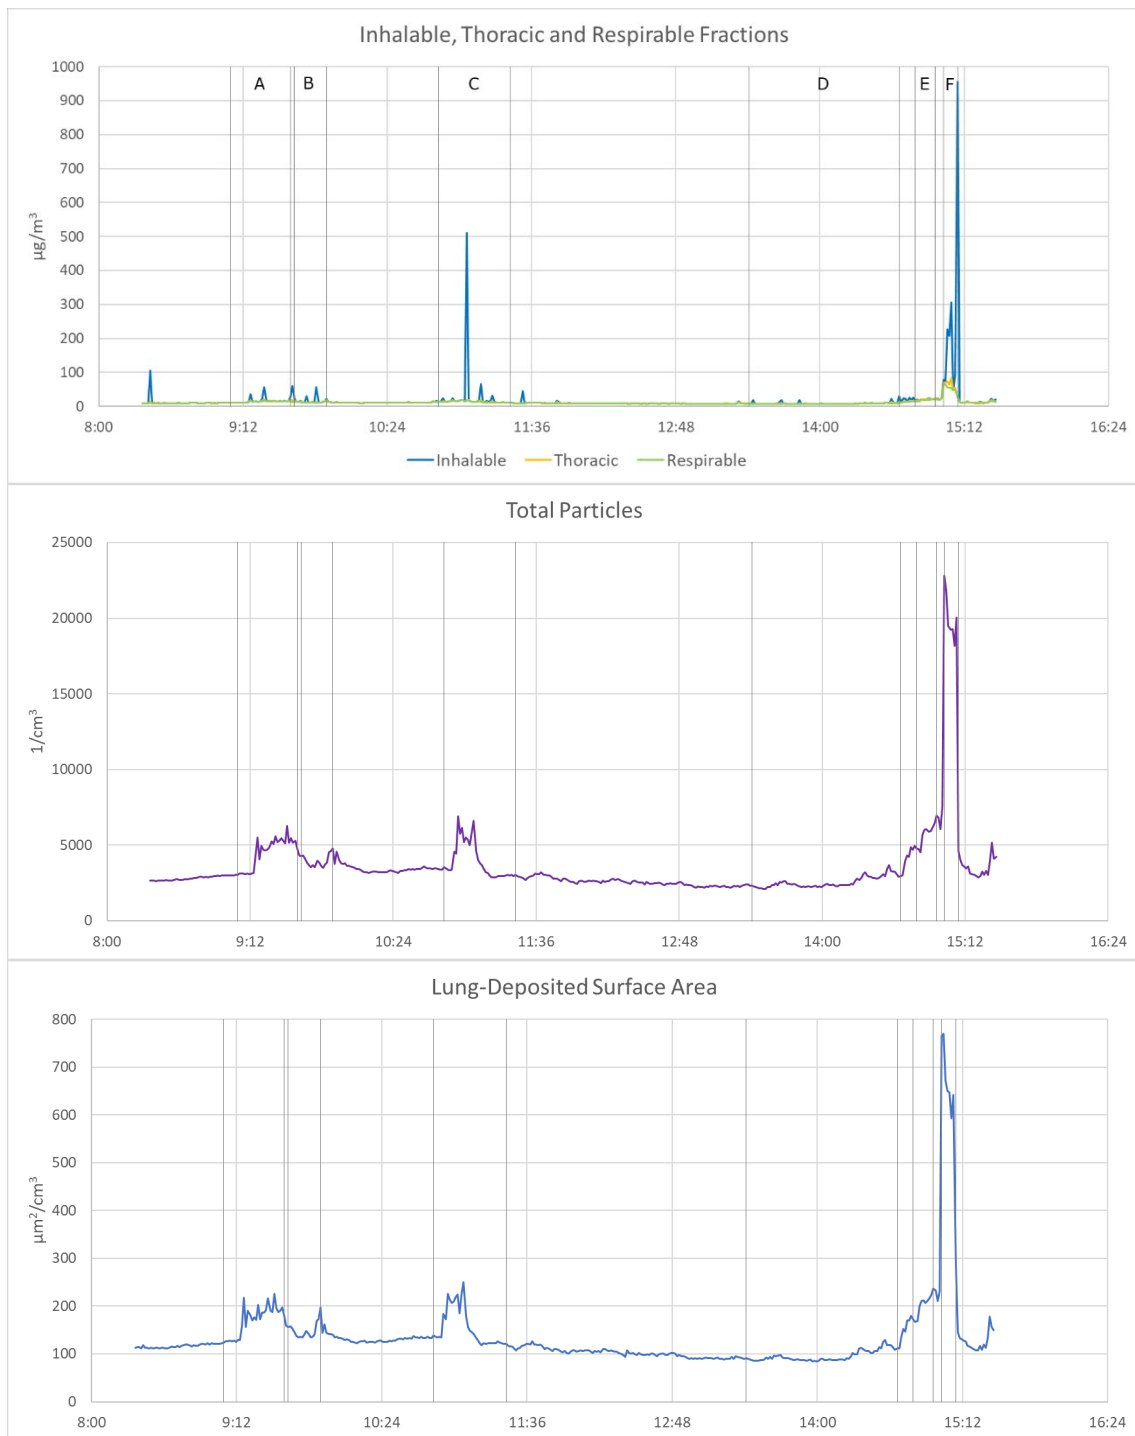 Inhalable, Thoracic and Respirable Fractions
1000
900
800
700
600
500
400
300
200
100
0
µg/m³
A B C D E F
8:00 9:12 10:24 11:36 12:48 14:00 15:12 16:24
Inhalable Thoracic Respirable
Total Particles
25000
20000
15000
10000
5000
0
1/cm³
8:00 9:12 10:24 11:36 12:48 14:00 15:12 16:24
Lung-Deposited Surface Area
800
700
600
500
400
300
200
100
0
µm²/cm³
8:00 9:12 10:24 11:36 12:48 14:00 15:12 16:24